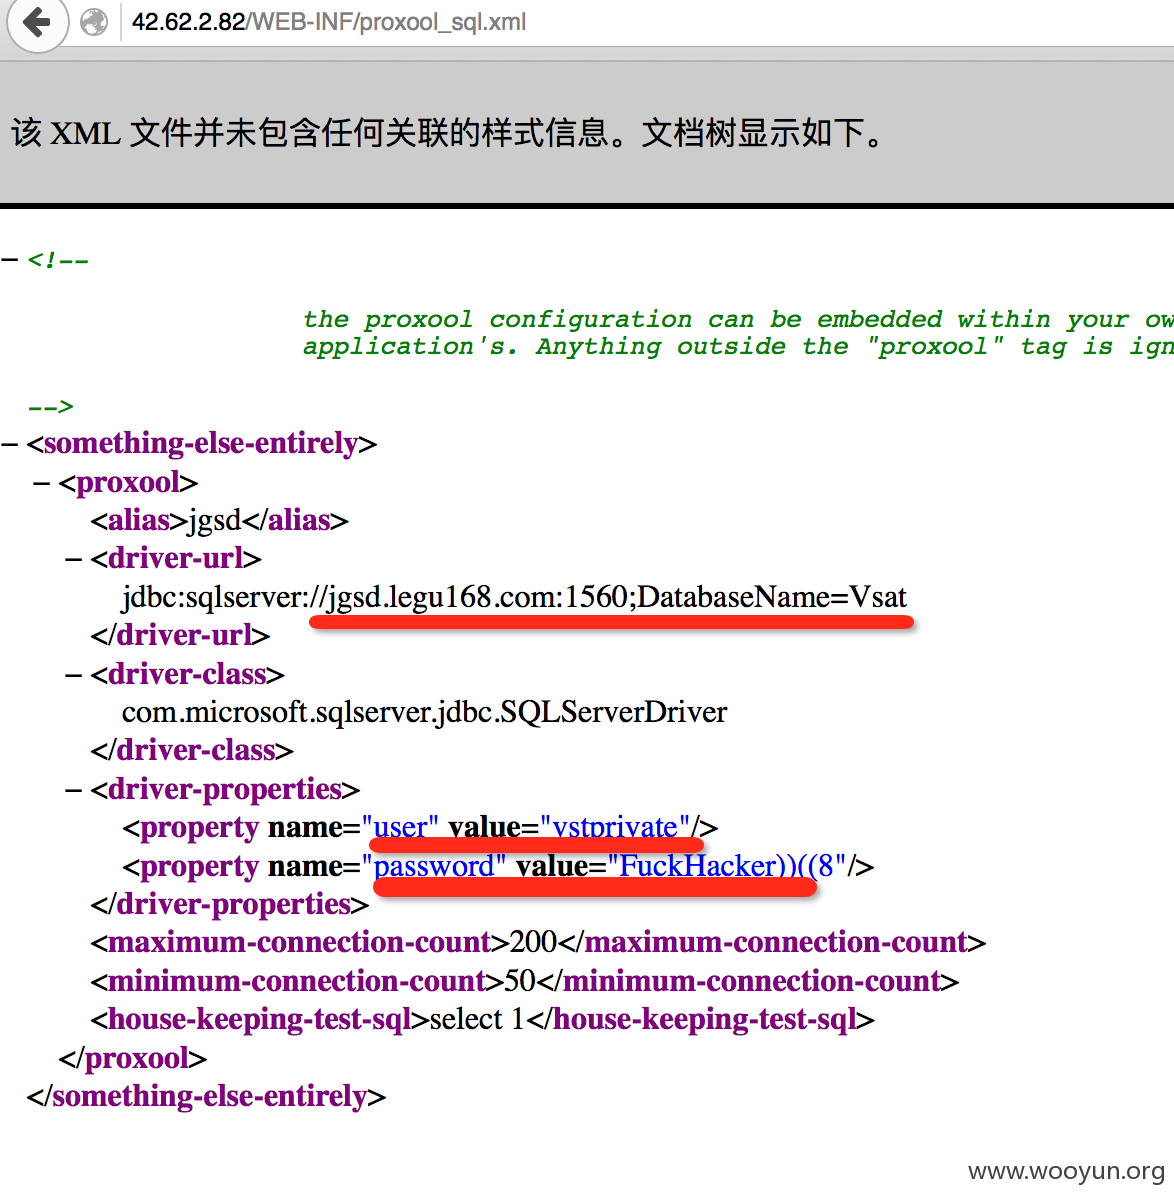 42.62.2.82/WEB-INF/proxool_sql.xml
该 XML 文件并未包含任何关联的样式信息。文档树显示如下。
− <!--
the proxool configuration can be embedded within your ow
application's. Anything outside the "proxool" tag is ign
-->
− <something-else-entirely>
− <proxool>
<alias>jgsd</alias>
− <driver-url>
jdbc:sqlserver://jgsd.legu168.com:1560;DatabaseName=Vsat
</driver-url>
− <driver-class>
com.microsoft.sqlserver.jdbc.SQLServerDriver
</driver-class>
− <driver-properties>
<property name="user" value="vstprivate"/>
<property name="password" value="FuckHacker))((8"/>
</driver-properties>
<maximum-connection-count>200</maximum-connection-count>
<minimum-connection-count>50</minimum-connection-count>
<house-keeping-test-sql>select 1</house-keeping-test-sql>
</proxool>
</something-else-entirely>
www.wooyun.org